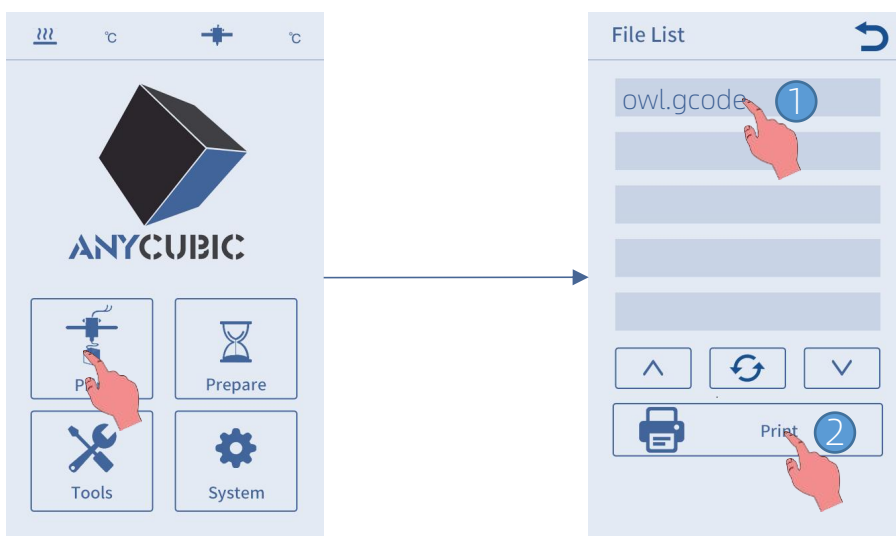 ℃ ℃
ANYCUBIC
Prepare
Tools System
File List
owl.gcode 1
Print 2